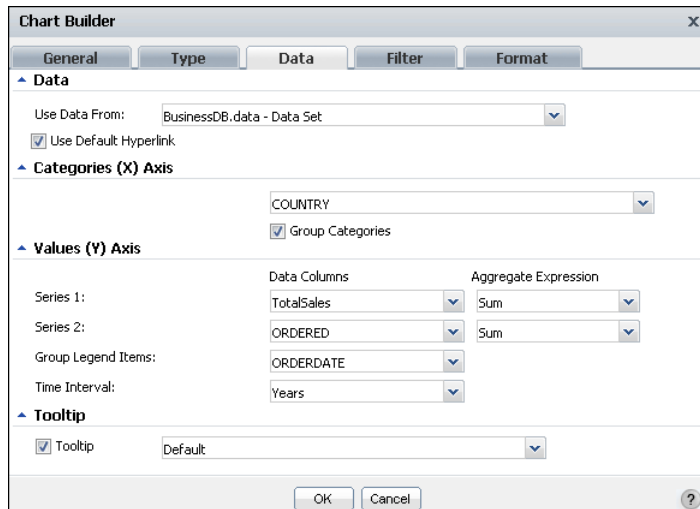 Chart Builder x
General Type Data Filter Format
Data
Use Data From: BusinessDB.data - Data Set
Use Default Hyperlink
Categories (X) Axis
COUNTRY
Group Categories
Values (Y) Axis
Data Columns Aggregate Expression
Series 1: TotalSales Sum
Series 2: ORDERED Sum
Group Legend Items: ORDERDATE
Time Interval: Years
Tooltip
Tooltip Default
OK Cancel ?